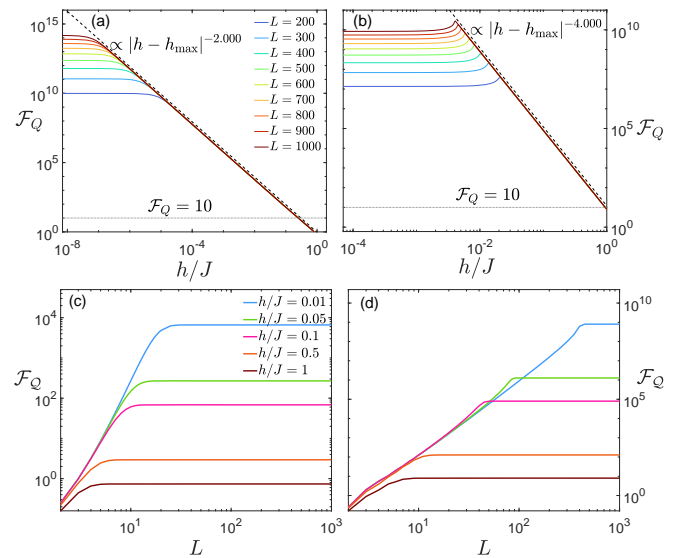 (a)
∝ |h − h_max|^−2.000
L = 200
L = 300
L = 400
L = 500
L = 600
L = 700
L = 800
L = 900
L = 1000
F_Q = 10
10^15
10^10
10^5
10^0
F_Q
10^−8
10^−4
10^0
h/J
(b)
∝ |h − h_max|^−4.000
F_Q = 10
10^10
10^5
10^0
F_Q
10^−4
10^−2
10^0
h/J
(c)
h/J = 0.01
h/J = 0.05
h/J = 0.1
h/J = 0.5
h/J = 1
10^4
10^2
10^0
F_Q
10^1
10^2
10^3
L
(d)
10^10
10^5
10^0
F_Q
10^1
10^2
10^3
L